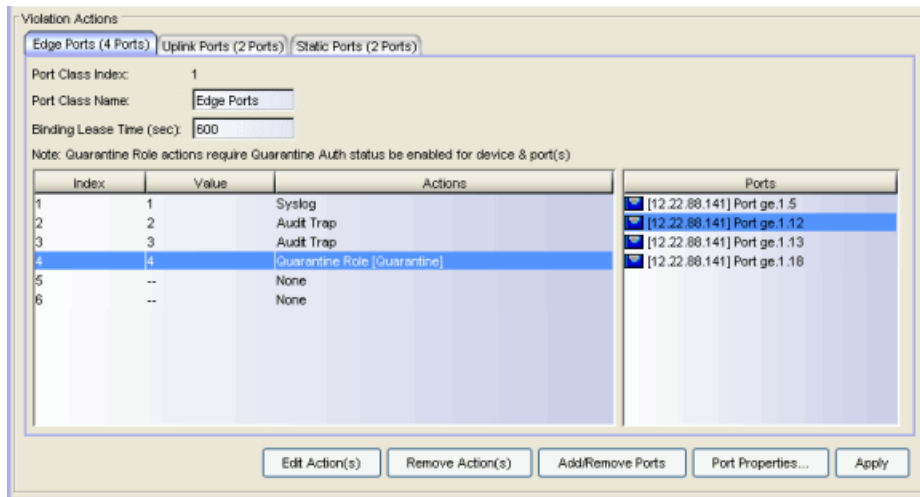 Violation Actions
Edge Ports (4 Ports) Uplink Ports (2 Ports) Static Ports (2 Ports)
Port Class Index: 1
Port Class Name: Edge Ports
Binding Lease Time (sec): 600
Note: Quarantine Role actions require Quarantine Auth status be enabled for device & port(s)
Index Value Actions Ports
1 1 Syslog [12.22.88.141] Port ge.1.5
2 2 Audit Trap [12.22.88.141] Port ge.1.12
3 3 Audit Trap [12.22.88.141] Port ge.1.13
4 4 Quarantine Role [Quarantine] [12.22.88.141] Port ge.1.18
5 -- None
6 -- None
Edit Action(s) Remove Action(s) Add/Remove Ports Port Properties... Apply